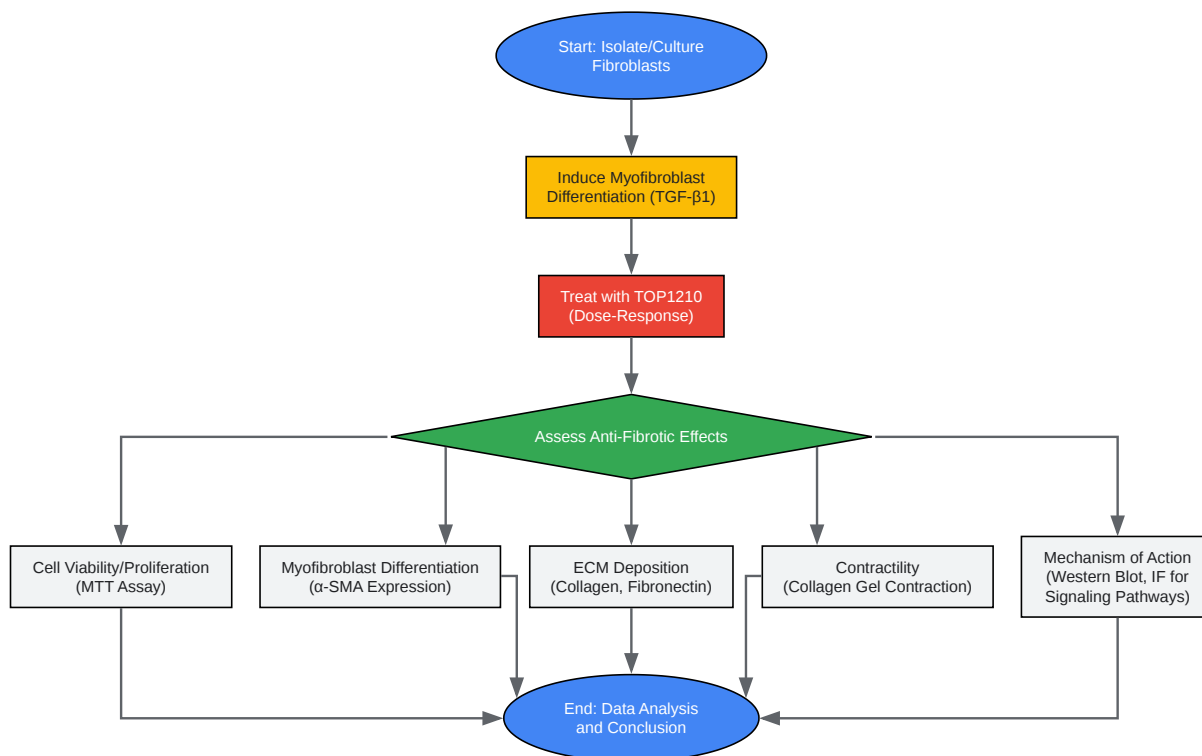 Start: Isolate/Culture
Fibroblasts
Induce Myofibroblast
Differentiation (TGF-β1)
Treat with TOP1210
(Dose-Response)
Assess Anti-Fibrotic Effects
Cell Viability/Proliferation
(MTT Assay)
Myofibroblast Differentiation
(α-SMA Expression)
ECM Deposition
(Collagen, Fibronectin)
Contractility
(Collagen Gel Contraction)
Mechanism of Action
(Western Blot, IF for
Signaling Pathways)
End: Data Analysis
and Conclusion